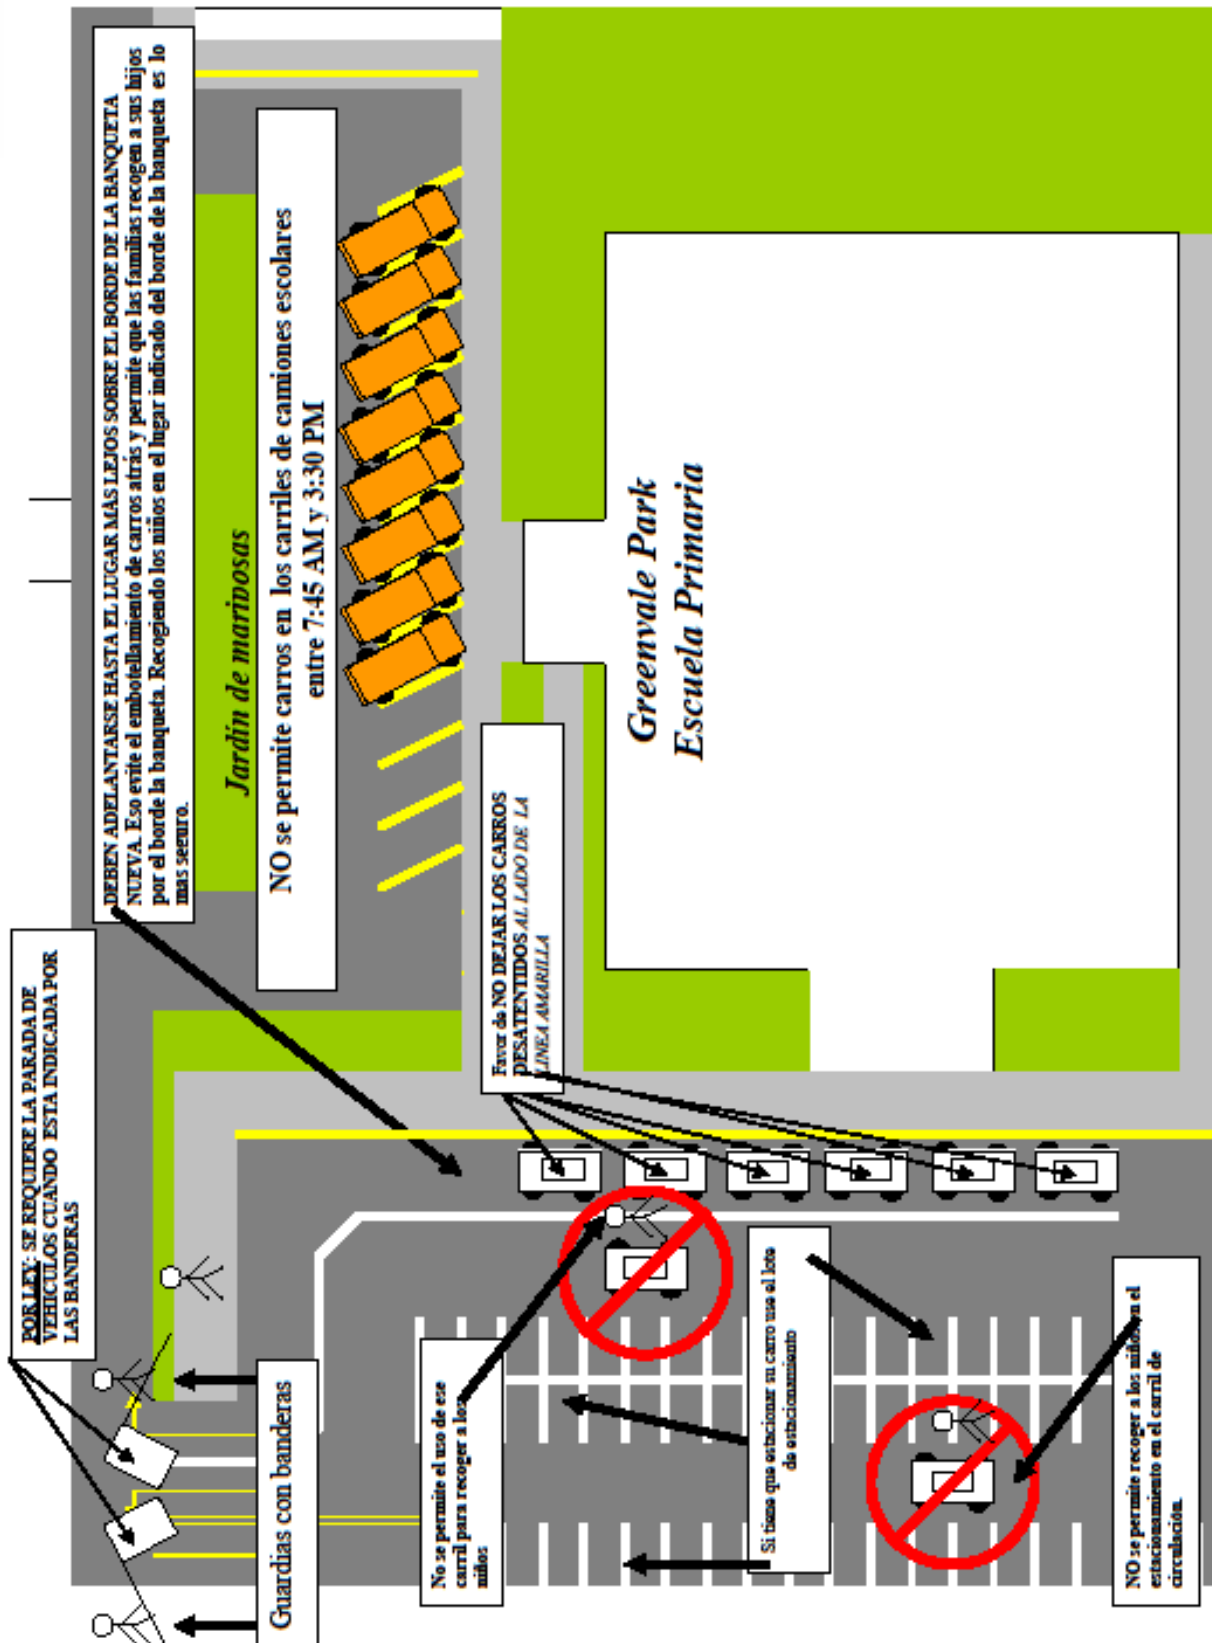 POR LEY: SE REQUIERE LA PARADA DE
VEHICULOS CUANDO ESTA INDICADA POR
LAS BANDERAS
DEBEN ADELANTARSE HASTA EL LUGAR MÁS LEJOS SOBRE EL BORDE DE LA BANQUETA
NUEVA. Eso evite el embotellamiento de carros atrás y permite que las familias recogen a sus hijos
por el borde la banqueta. Recogiendo los niños en el lugar indicado del borde de la banqueta es lo
mas seguro.
Jardín de mariposas
NO se permite carros en los carriles de camiones escolares
entre 7:45 AM y 3:30 PM
Guardias con banderas
No se permite el uso de ese
carril para recoger a los
niños
Favor de NO DEJAR LOS CARROS
DESATENTIDOS AL LADO DE LA
LINEA AMARILLA
Greenvale Park
Escuela Primaria
Si tiene que estacionar su carro use el lote
de estacionamiento
NO se permite recoger a los niños en el
estacionamiento en el carril de
circulación.